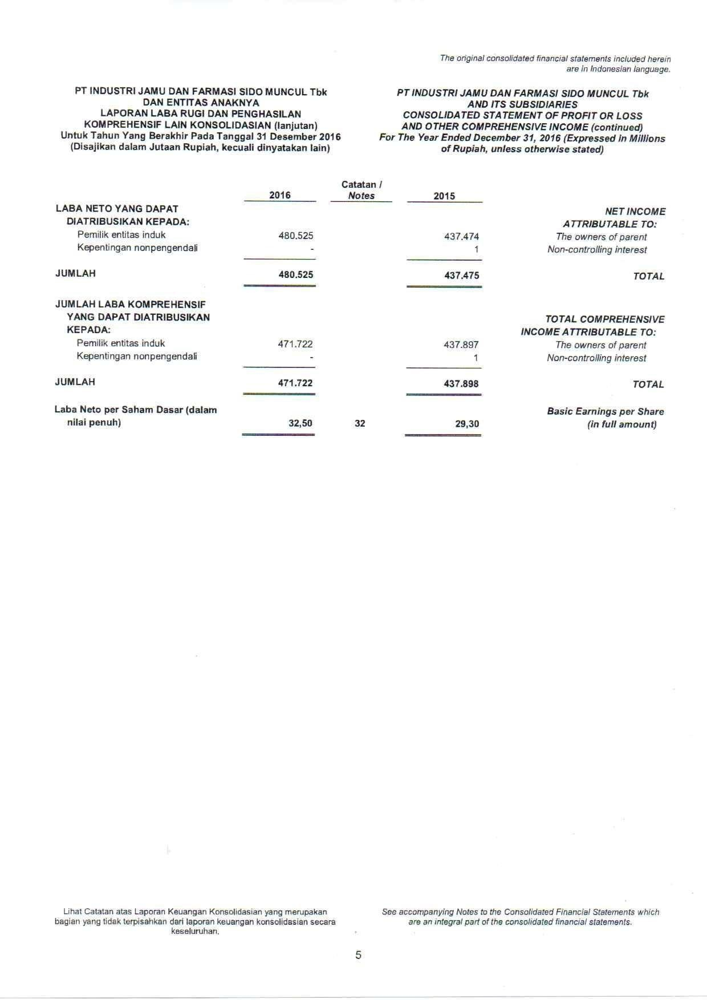 The original consolidated financial statements included herein
are in Indonesian language.
PT INDUSTRI JAMU DAN FARMASI SIDO MUNCUL Tbk
DAN ENTITAS ANAKNYA
LAPORAN LABA RUGI DAN PENGHASILAN
KOMPREHENSIF LAIN KONSOLIDASIAN (lanjutan)
Untuk Tahun Yang Berakhir Pada Tanggal 31 Desember 2016
(Disajikan dalam Jutaan Rupiah, kecuali dinyatakan lain)
PT INDUSTRI JAMU DAN FARMASI SIDO MUNCUL Tbk
AND ITS SUBSIDIARIES
CONSOLIDATED STATEMENT OF PROFIT OR LOSS
AND OTHER COMPREHENSIVE INCOME (continued)
For The Year Ended December 31, 2016 (Expressed in Millions
of Rupiah, unless otherwise stated)
Catatan /
2016 Notes 2015
LABA NETO YANG DAPAT NET INCOME
DIATRIBUSIKAN KEPADA: ATTRIBUTABLE TO:
Pemilik entitas induk 480.525 437.474 The owners of parent
Kepentingan nonpengendali - 1 Non-controlling interest
JUMLAH 480.525 437.475 TOTAL
JUMLAH LABA KOMPREHENSIF
YANG DAPAT DIATRIBUSIKAN TOTAL COMPREHENSIVE
KEPADA: INCOME ATTRIBUTABLE TO:
Pemilik entitas induk 471.722 437.897 The owners of parent
Kepentingan nonpengendali - 1 Non-controlling interest
JUMLAH 471.722 437.898 TOTAL
Laba Neto per Saham Dasar (dalam Basic Earnings per Share
nilai penuh) 32,50 32 29,30 (in full amount)
Lihat Catatan atas Laporan Keuangan Konsolidasian yang merupakan
bagian yang tidak terpisahkan dari laporan keuangan konsolidasian secara
keseluruhan.
See accompanying Notes to the Consolidated Financial Statements which
are an integral part of the consolidated financial statements.
5